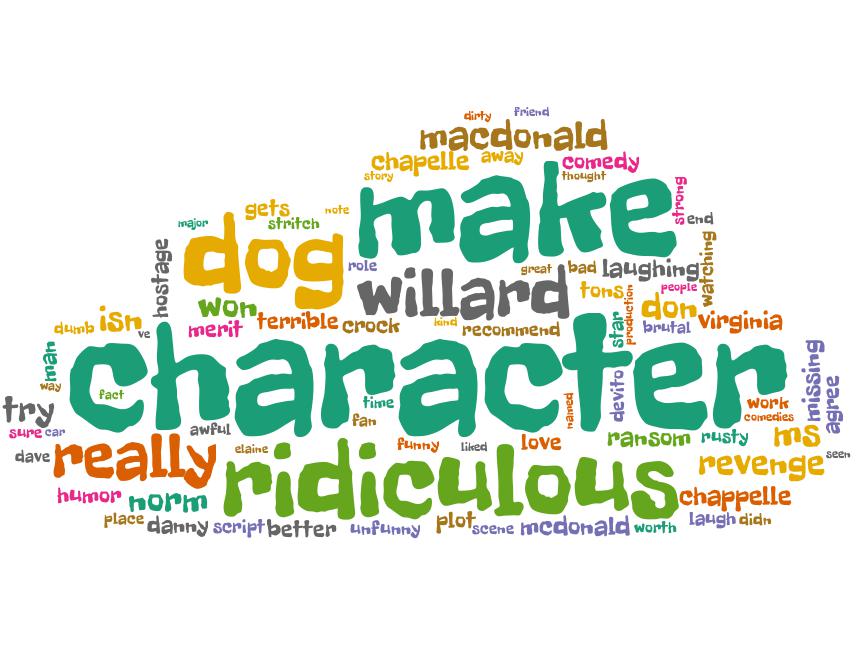 dirty friend
macdonald
chapelle away comedy
story thought
make strong
gets note end
major stritch
dog role
hostage willard great bad laughing watching
won tons people
production
don
dumb isn ve merit terrible crock kind recommend star brutal virginia
man way
character
fact time devito named missing agree
try fan work comedies
sure car awful
dave really elaine funny liked love ransom rusty ms seen
ridiculous revenge
humor norm chappelle
place danny script better unfunny plot scene mcdonald worth laugh didn